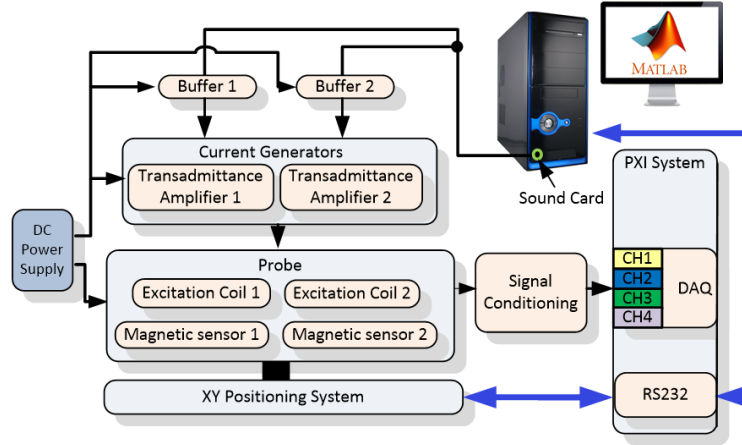 MATLAB
Buffer 1
Buffer 2
Current Generators
Transadmittance
Amplifier 1
Transadmittance
Amplifier 2
Sound Card
PXI System
DC
Power
Supply
Probe
Excitation Coil 1
Excitation Coil 2
Magnetic sensor 1
Magnetic sensor 2
Signal
Conditioning
CH1
CH2
CH3
CH4
DAQ
XY Positioning System
RS232